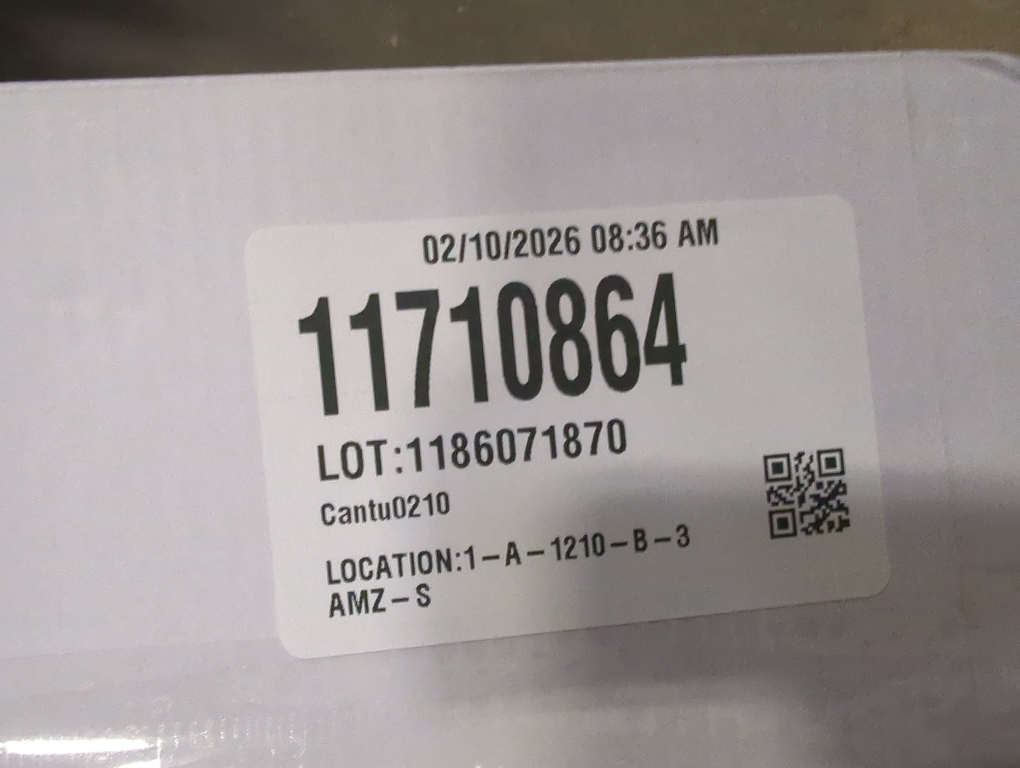 02/10/2026 08:36 AM
11710864
LOT:1186071870
Cantu0210
LOCATION:1-A-1210-B-3
AMZ-S